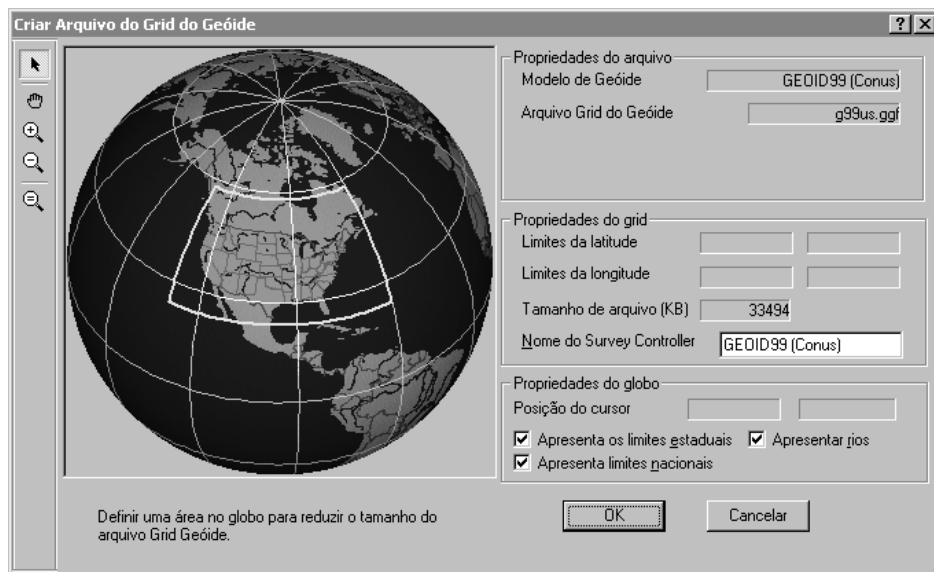 Criar Arquivo do Grid do Geóide
Propriedades do arquivo
Modelo de Geóide
GEOID99 (Conus)
Arquivo Grid do Geóide
g99us.ggf
Propriedades do grid
Limites da latitude
Limites da longitude
Tamanho de arquivo (KB)
33494
Nome do Survey Controller
GEOID99 (Conus)
Propriedades do globo
Posição do cursor
Apresenta os limites estaduais
Apresentar rios
Apresenta limites nacionais
Definir uma área no globo para reduzir o tamanho do
arquivo Grid Geóide.
OK
Cancelar